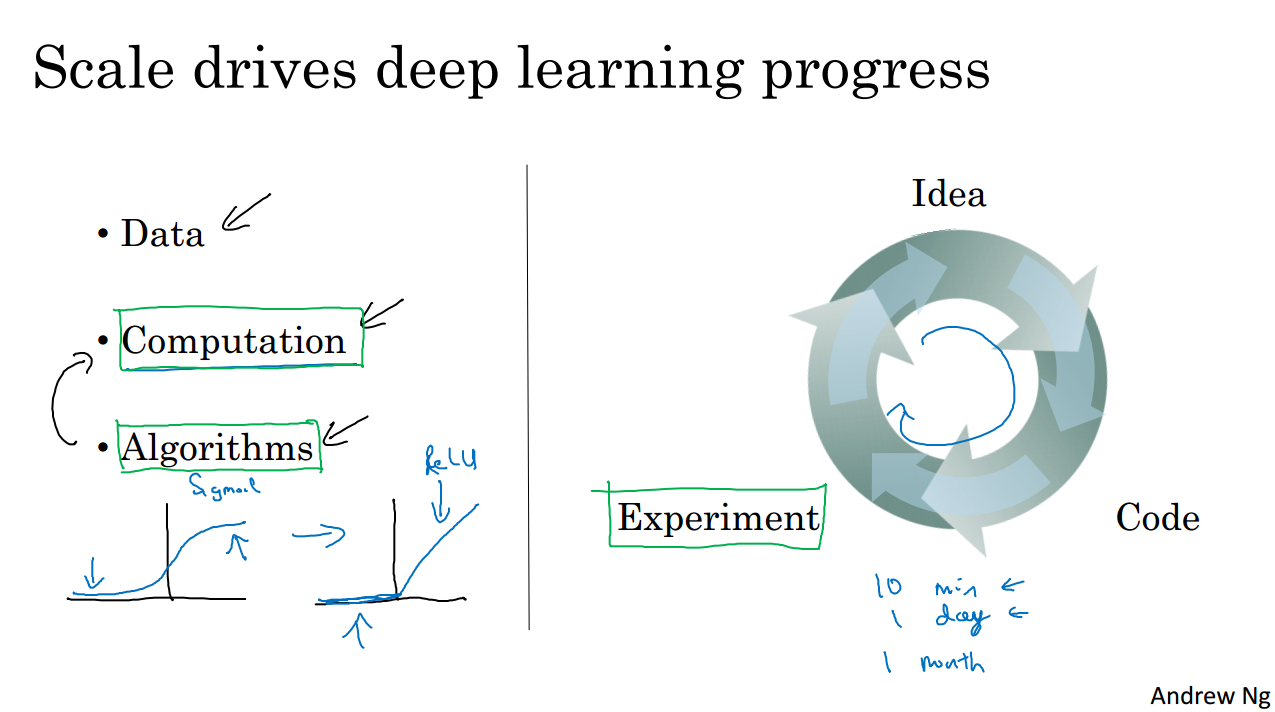 Scale drives deep learning progress
• Data
• Computation
• Algorithms
ReLU
Idea
Experiment
Code
10 min ←
1 day ←
1 month
Andrew Ng